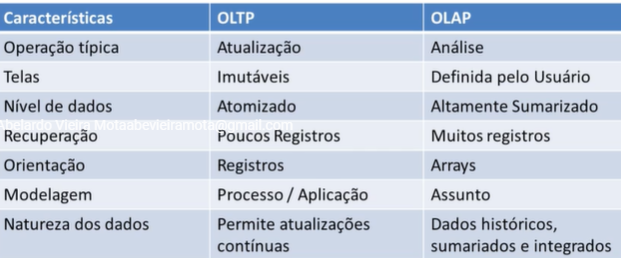 Características OLTP OLAP
Operação típica Atualização Análise
Telas Imutáveis Definida pelo Usuário
Nível de dados Atomizado Altamente Sumarizado
Abelardo Vieira Motaabevieiramota@gmail.com
Recuperação Poucos Registros Muitos registros
Orientação Registros Arrays
Modelagem Processo / Aplicação Assunto
Natureza dos dados Permite atualizações Dados históricos,
contínuas sumariados e integrados